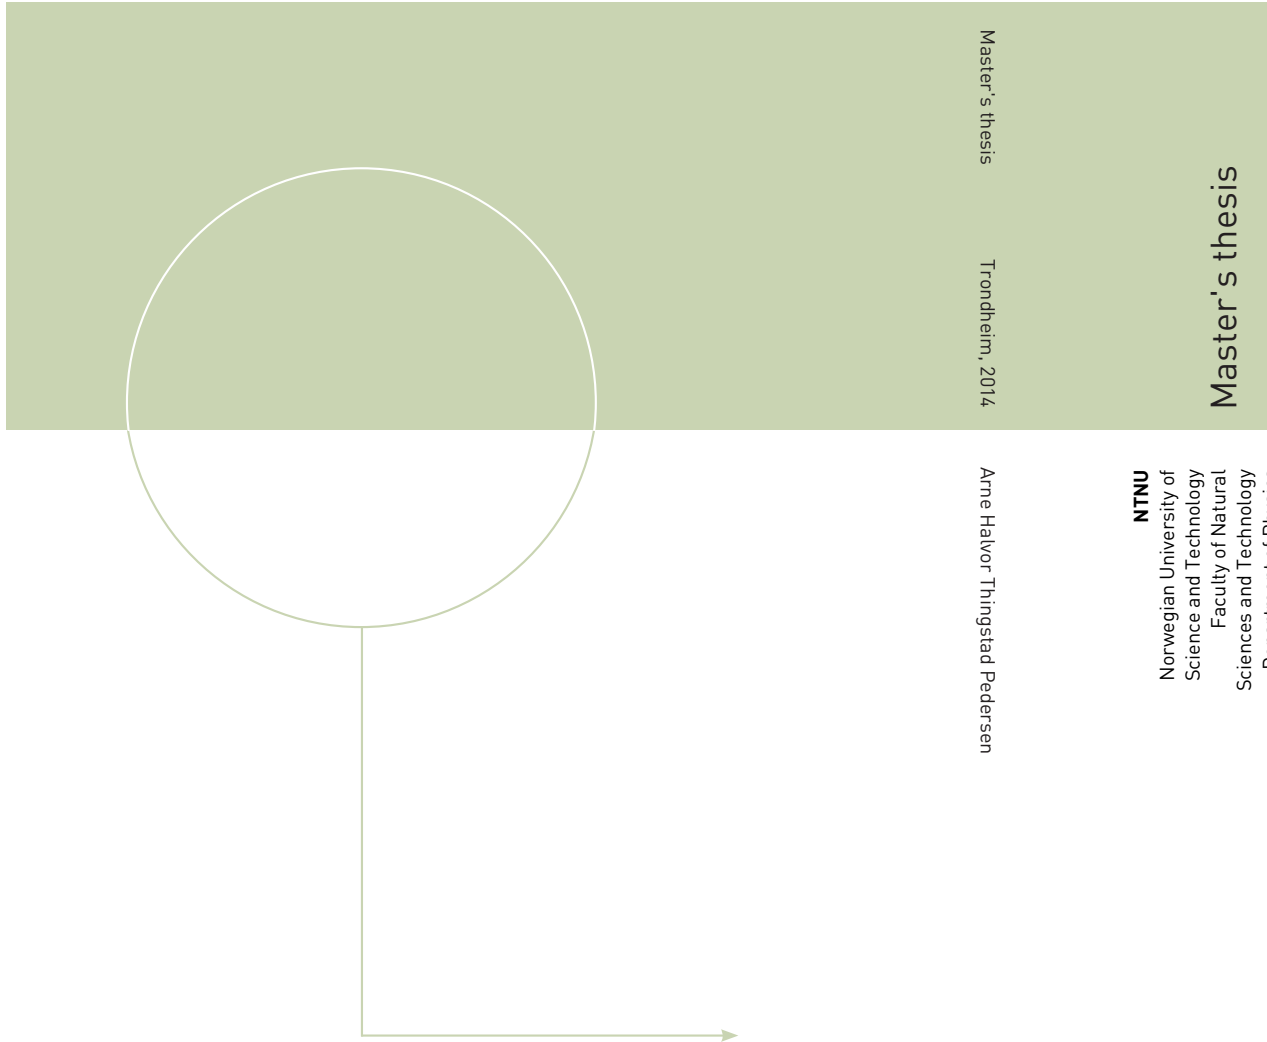 Master's thesis
Trondheim, 2014
Arne Halvor Thingstad Pedersen
Master's thesis
NTNU
Norwegian University of
Science and Technology
Faculty of Natural
Sciences and Technology